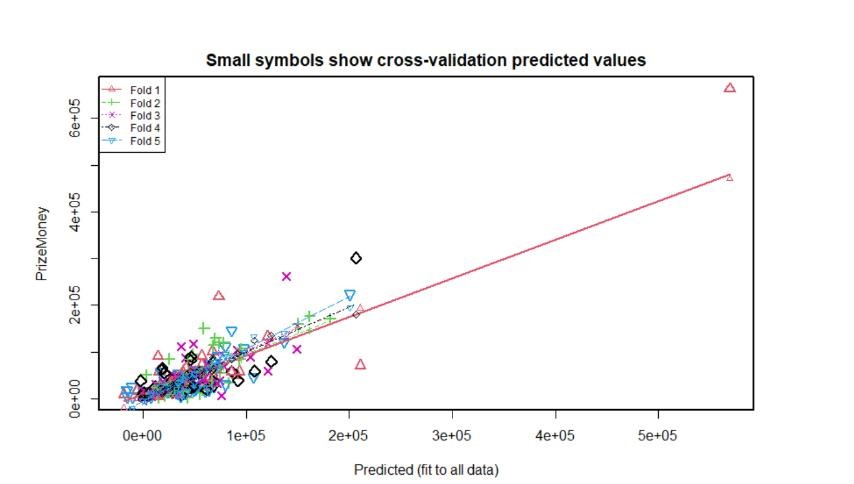 Small symbols show cross-validation predicted values
Fold 1
Fold 2
Fold 3
Fold 4
Fold 5
PrizeMoney
6e+05
4e+05
2e+05
0e+00
0e+00 1e+05 2e+05 3e+05 4e+05 5e+05
Predicted (fit to all data)